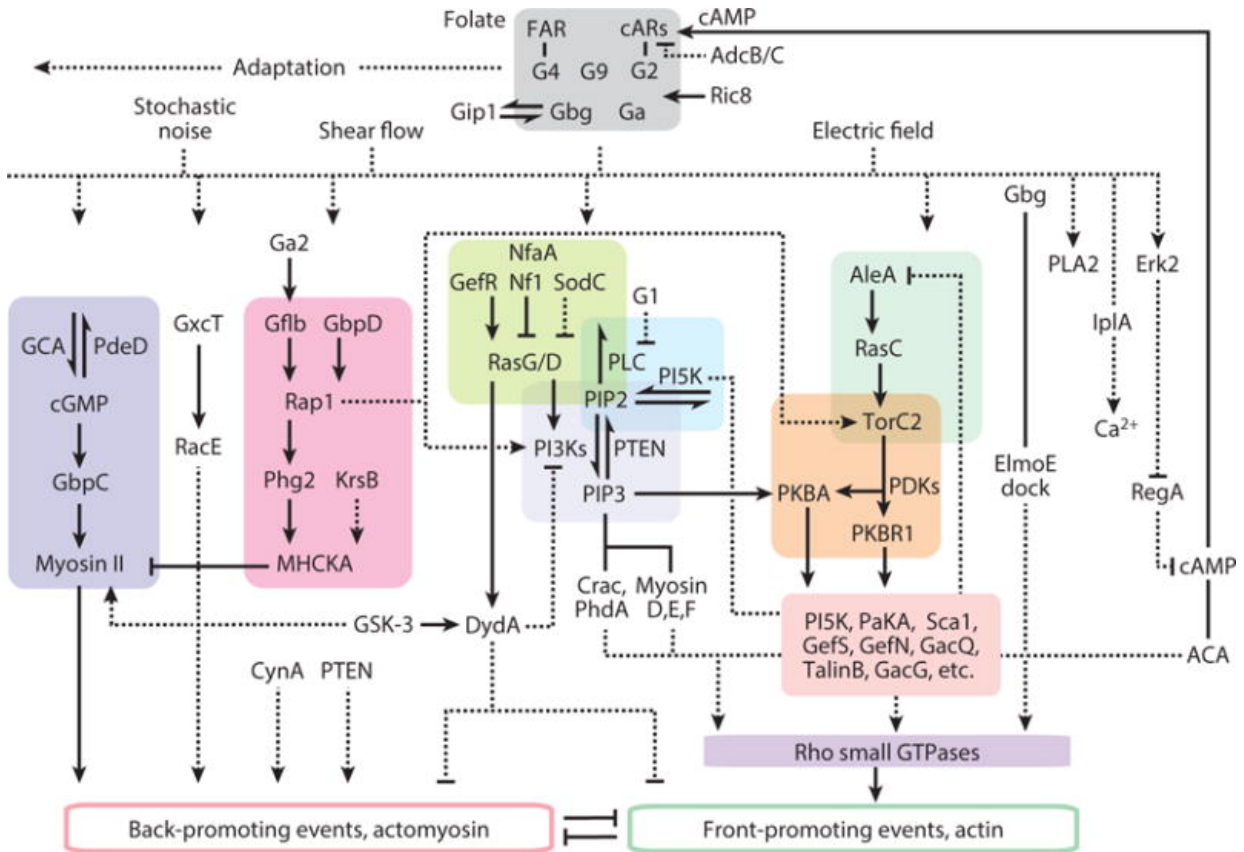 Folate
cAMP
FAR
cARs
AdcB/C
G4
G9
G2
Ric8
Gip1
Gbg
Ga
Adaptation
Stochastic
noise
Shear flow
Electric field
Gbg
Ga2
PLA2
Erk2
NfaA
GefR
Nf1
SodC
G1
AleA
IplA
GCA
PdeD
GxcT
Gflb
GbpD
RasG/D
PLC
PI5K
RasC
cGMP
Rap1
PIP2
TorC2
Ca2+
RacE
PI3Ks
PTEN
ElmoE
dock
GbpC
Phg2
KrsB
PIP3
PKBA
PDKs
RegA
PKBR1
Myosin II
MHCKA
Crac,
PhdA
Myosin
D,E,F
cAMP
GSK-3
DydA
PI5K, PaKA, Sca1,
GefS, GefN, GacQ,
TalinB, GacG, etc.
ACA
CynA
PTEN
Rho small GTPases
Back-promoting events, actomyosin
Front-promoting events, actin